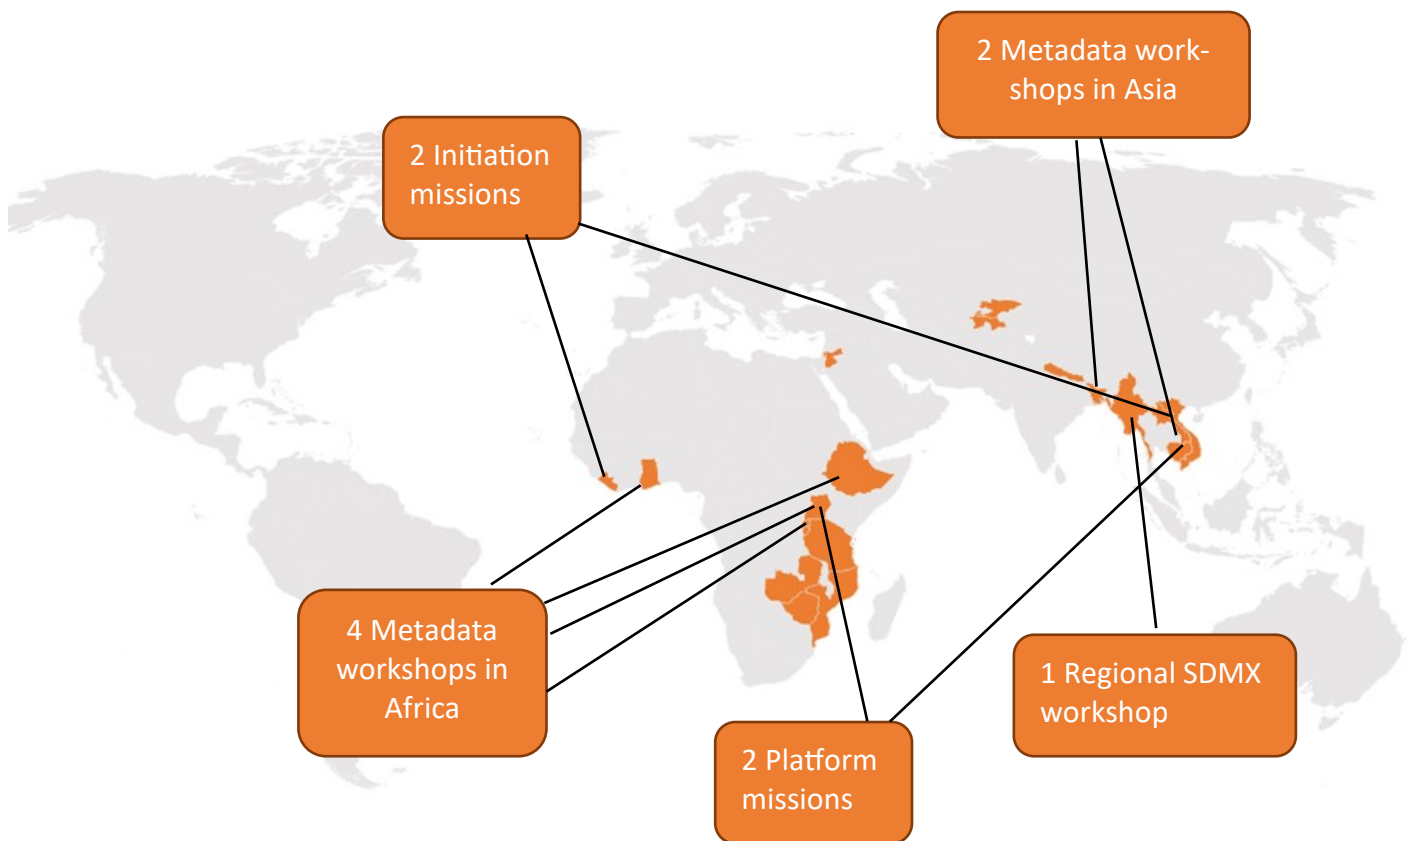 2 Metadata work-
shops in Asia
2 Initiation
missions
4 Metadata
workshops in
Africa
1 Regional SDMX
workshop
2 Platform
missions